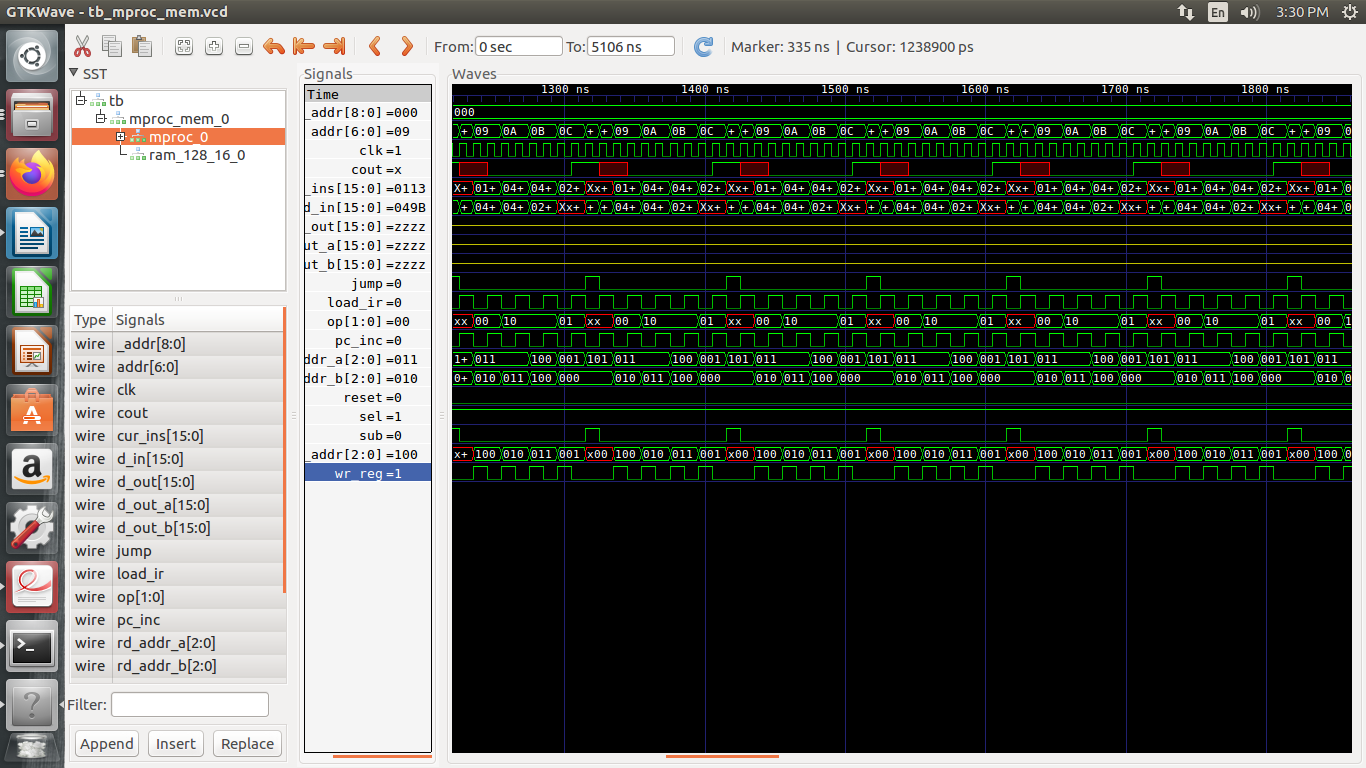 GTKWave - tb_mproc_mem.vcd
En
3:30 PM
From: 0 sec To: 5106 ns Marker: 335 ns | Cursor: 1238900 ps
SST
tb
mproc_mem_0
mproc_0
ram_128_16_0
Type Signals
wire _addr[8:0]
wire addr[6:0]
wire clk
wire cout
wire cur_ins[15:0]
wire d_in[15:0]
wire d_out[15:0]
wire d_out_a[15:0]
wire d_out_b[15:0]
wire jump
wire load_ir
wire op[1:0]
wire pc_inc
wire rd_addr_a[2:0]
wire rd_addr_b[2:0]
Filter:
Append Insert Replace
Signals
Time
_addr[8:0]=000
addr[6:0]=09
clk=1
cout=x
_ins[15:0]=0113
d_in[15:0]=049B
_out[15:0]=zzzz
ut_a[15:0]=zzzz
ut_b[15:0]=zzzz
jump=0
load_ir=0
op[1:0]=00
pc_inc=0
ddr_a[2:0]=011
ddr_b[2:0]=010
reset=0
sel=1
sub=0
_addr[2:0]=100
wr_reg=1
Waves
1300 ns 1400 ns 1500 ns 1600 ns 1700 ns 1800 ns
000
+ 09 0A 0B 0C + + 09 0A 0B 0C + + 09 0A 0B 0C + + 09 0A 0B 0C + + 09 0A 0B 0C + + 09 0A 0B 0C + + 09 0
X+ 01+ 04+ 04+ 02+ Xx+ 01+ 04+ 04+ 02+ Xx+ 01+ 04+ 04+ 02+ Xx+ 01+ 04+ 04+ 02+ Xx+ 01+ 04+ 04+ 02+ Xx+ 01+ 04+ 04+ 02+ Xx+ 01+ 0
+ 04+ 04+ 02+ Xx+ + + 04+ 04+ 02+ Xx+ + + 04+ 04+ 02+ Xx+ + + 04+ 04+ 02+ Xx+ + + 04+ 04+ 02+ Xx+ + + 04+ 04+ 02+ Xx+ + + 04+ 0
xx 00 10 01 xx 00 10 01 xx 00 10 01 xx 00 10 01 xx 00 10 01 xx 00 10 01 xx 00 1
1+ 011 100 001 101 011 100 001 101 011 100 001 101 011 100 001 101 011 100 001 101 011 100 001 101 011
0+ 010 011 100 000 010 011 100 000 010 011 100 000 010 011 100 000 010 011 100 000 010 011 100 000 010 0
x+ 100 010 011 001 x00 100 010 011 001 x00 100 010 011 001 x00 100 010 011 001 x00 100 010 011 001 x00 100 010 011 001 x00 100 0